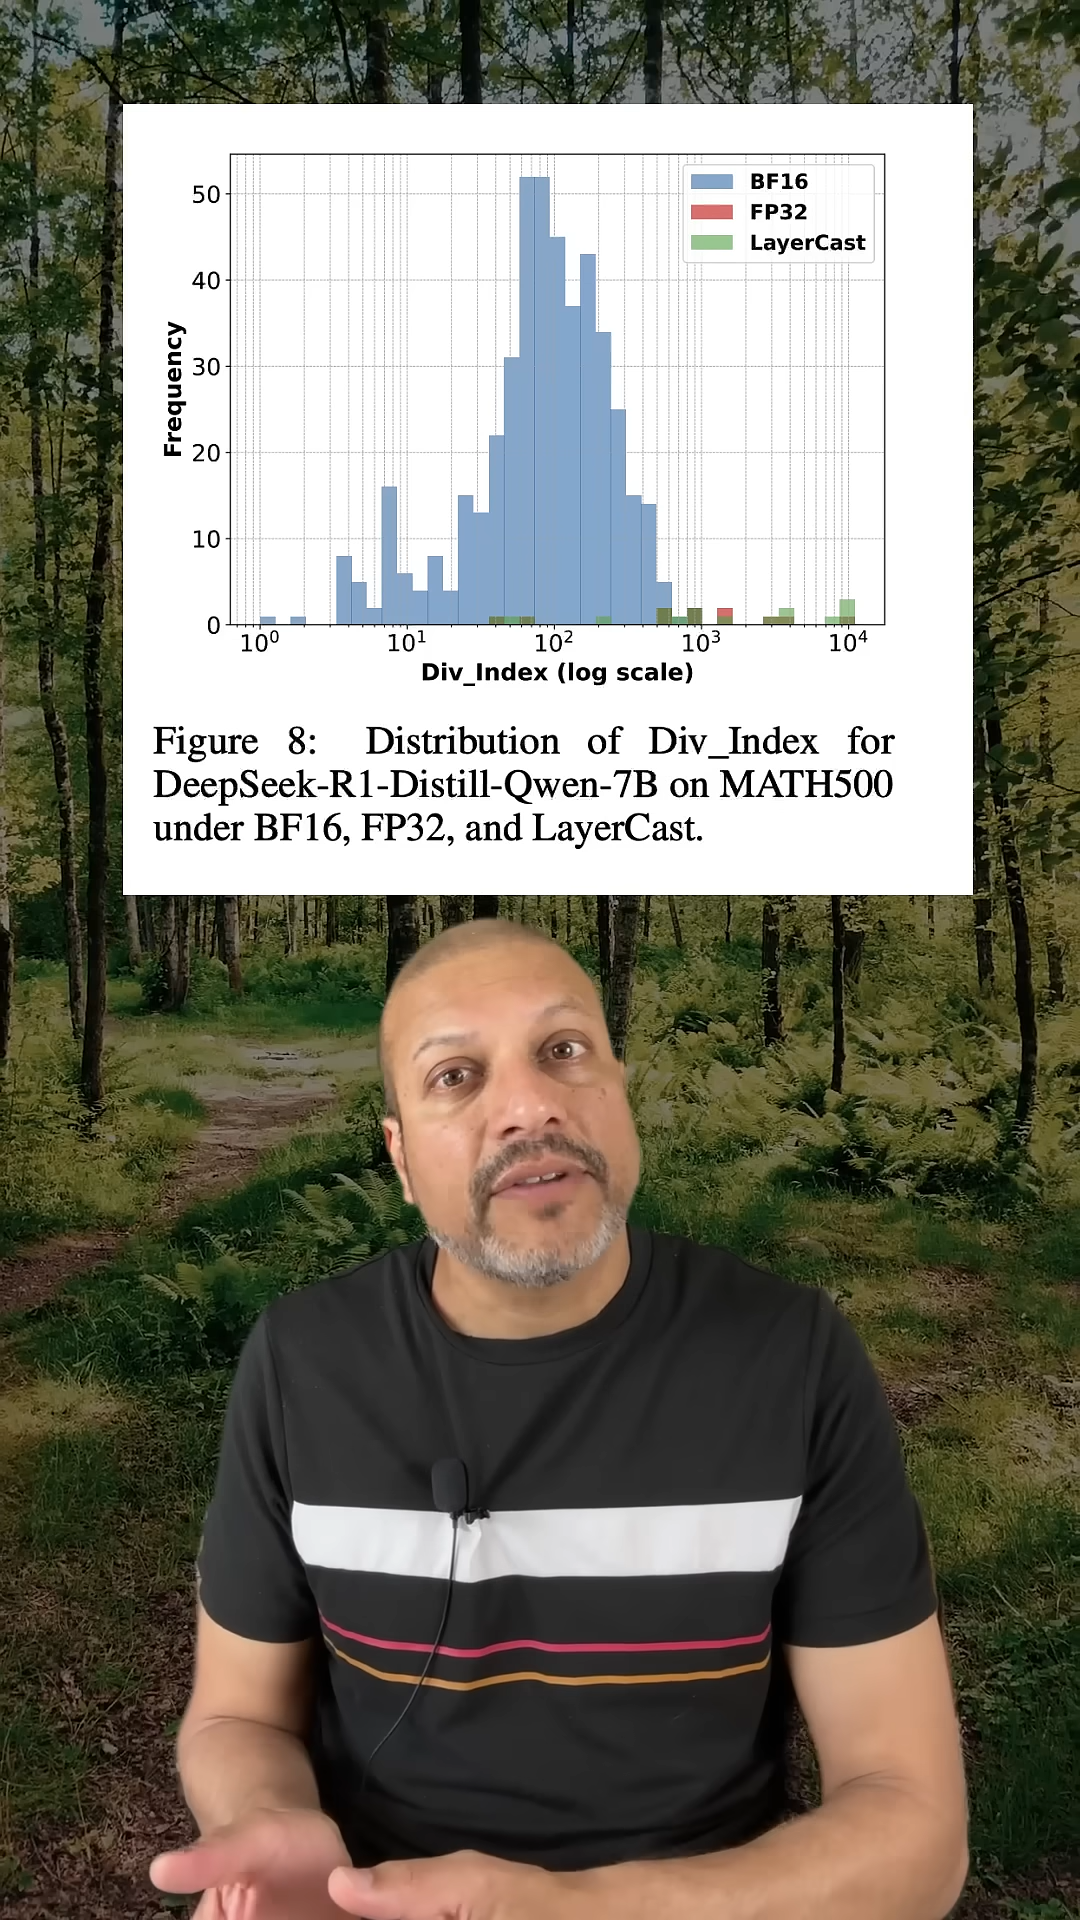 50
40
30
20
10
0
Frequency
BF16
FP32
LayerCast
10⁰
10¹
10²
10³
10⁴
Div_Index (log scale)
Figure 8: Distribution of Div_Index for
DeepSeek-R1-Distill-Qwen-7B on MATH500
under BF16, FP32, and LayerCast.